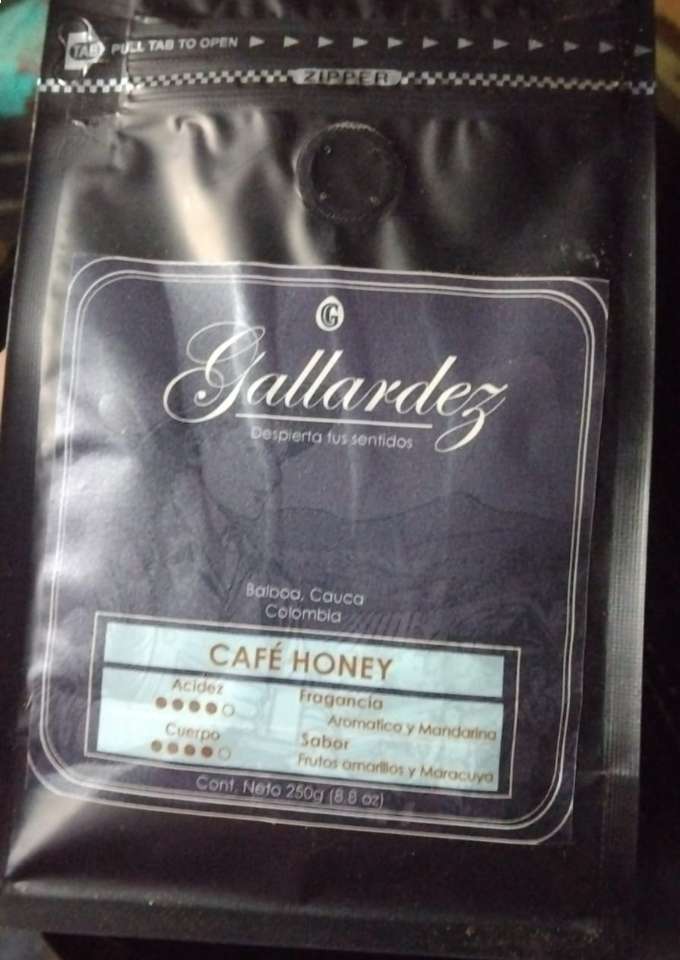 TAB PULL TAB TO OPEN
ZIPPER
G
Gallardez
Despierta tus sentidos
Balboa, Cauca
Colombia
CAFÉ HONEY
Acidez
Fragancia
Aromatico y Mandarina
Cuerpo
Sabor
Frutos amarillos y Maracuya
Cont. Neto 250g (8.8 oz)